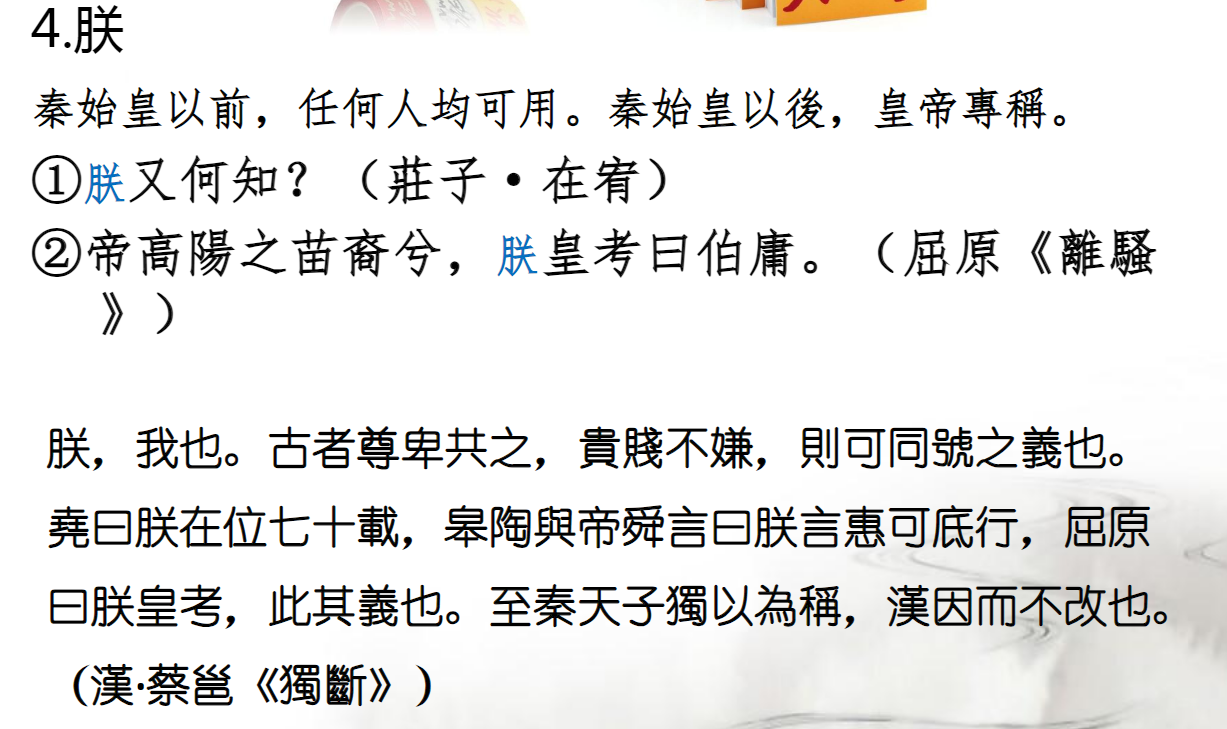 4.朕
秦始皇以前，任何人均可用。秦始皇以後，皇帝專稱。
①朕又何知？（莊子·在宥）
②帝高陽之苗裔兮，朕皇考曰伯庸。（屈原《離騷
》）
朕，我也。古者尊卑共之，貴賤不嫌，則可同號之義也。
堯曰朕在位七十載，皋陶與帝舜言曰朕言惠可底行，屈原
曰朕皇考，此其義也。至秦天子獨以為稱，漢因而不改也。
(漢·蔡邕《獨斷》)